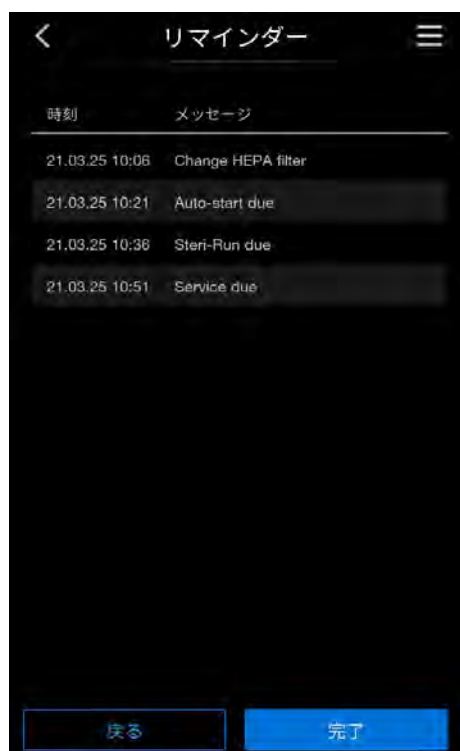 リマインダー
時刻 メッセージ
21.03.25 10:06 Change HEPA filter
21.03.25 10:21 Auto-start due
21.03.25 10:36 Steri-Run due
21.03.25 10:51 Service due
戻る 完了